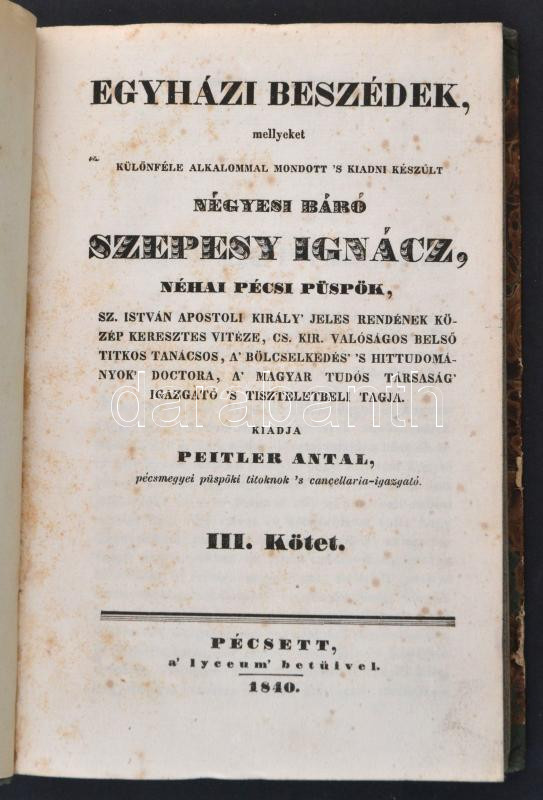 EGYHÁZI BESZÉDEK,
mellyeket
KÜLÖNFÉLE ALKALOMMAL MONDOTT 'S KIADNI KÉSZÜLT
NÉGYESI BÁRÓ
SZEPESY IGNÁCZ,
NÉHAI PÉCSI PÜSPÖK,
SZ. ISTVÁN APOSTOLI KIRÁLY' JELES RENDÉNEK KÖ-
ZÉP KERESZTES VITÉZE, CS. KIR. VALÓSÁGOS BELSŐ
TITKOS TANÁCSOS, A' BÖLCSELKEDÉS' 'S HITTUDOMÁ-
NYOK' DOCTORA, A' MAGYAR TUDÓS TÁRSASÁG'
IGAZGATÓ 'S TISZTELETBELI TAGJA.
darabanth
KIADJA
PEITLER ANTAL,
pécsmegyei püspöki titoknok 's cancellaria-igazgató.
III. Kötet.
PÉCSETT,
a' lyceum' betüivel.
1840.